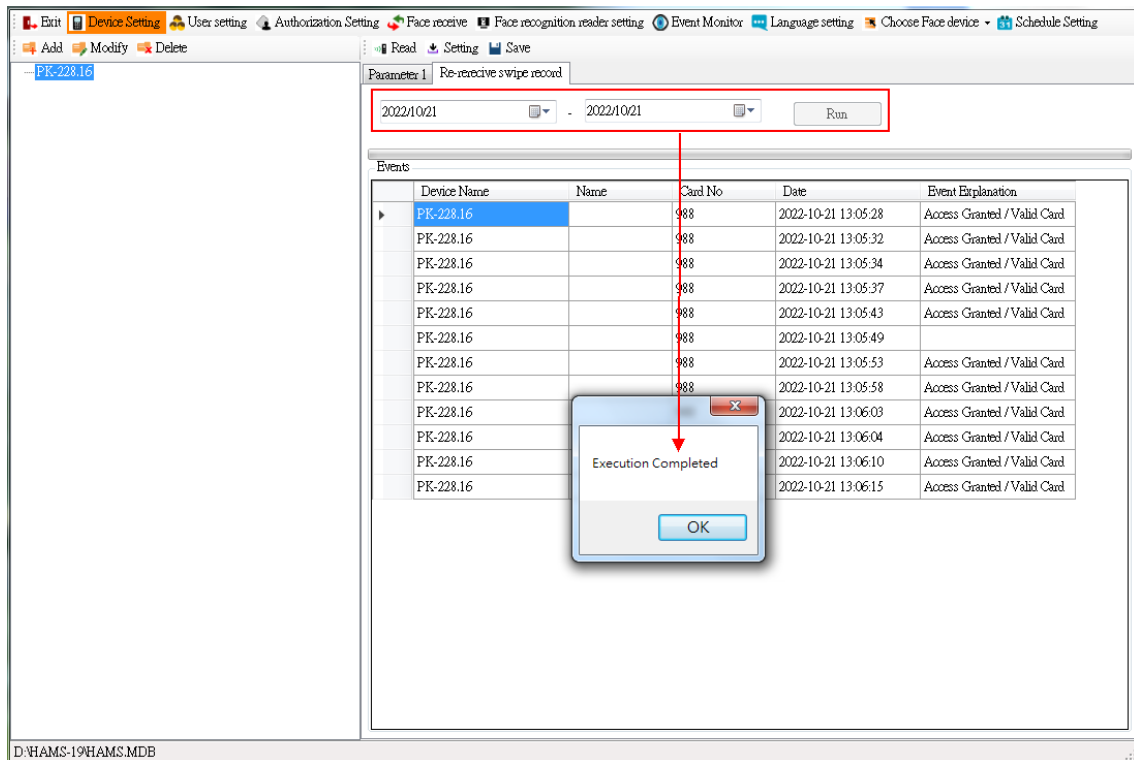 Exit Device Setting User setting Authorization Setting Face receive Face recognition reader setting Event Monitor Language setting Choose Face device Schedule Setting
Add Modify Delete Read Setting Save
PK-228.16
Parameter 1 Re-rerecive swipe record
2022/10/21 - 2022/10/21 Run
Events
Device Name Name Card No Date Event Explanation
PK-228.16 988 2022-10-21 13:05:28 Access Granted / Valid Card
PK-228.16 988 2022-10-21 13:05:32 Access Granted / Valid Card
PK-228.16 988 2022-10-21 13:05:34 Access Granted / Valid Card
PK-228.16 988 2022-10-21 13:05:37 Access Granted / Valid Card
PK-228.16 988 2022-10-21 13:05:43 Access Granted / Valid Card
PK-228.16 988 2022-10-21 13:05:49
PK-228.16 988 2022-10-21 13:05:53 Access Granted / Valid Card
PK-228.16 988 2022-10-21 13:05:58 Access Granted / Valid Card
PK-228.16 2022-10-21 13:06:03 Access Granted / Valid Card
PK-228.16 2022-10-21 13:06:04 Access Granted / Valid Card
PK-228.16 2022-10-21 13:06:10 Access Granted / Valid Card
PK-228.16 2022-10-21 13:06:15 Access Granted / Valid Card
Execution Completed
OK
D:\HAMS-19\HAMS.MDB